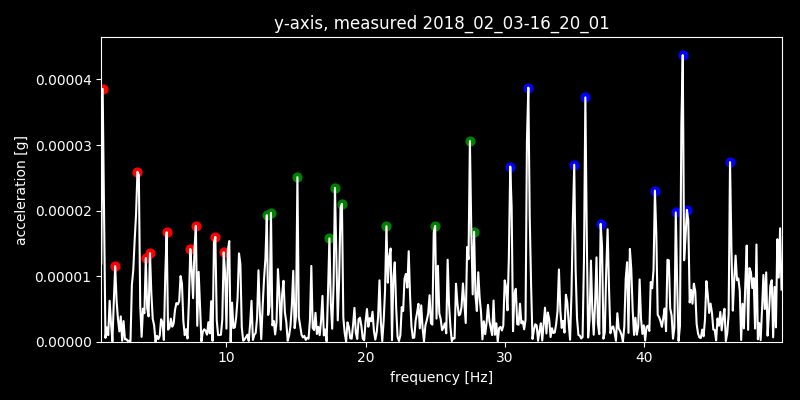 y-axis, measured 2018_02_03-16_20_01
0.00004
0.00003
0.00002
0.00001
0.00000
acceleration [g]
10 20 30 40
frequency [Hz]